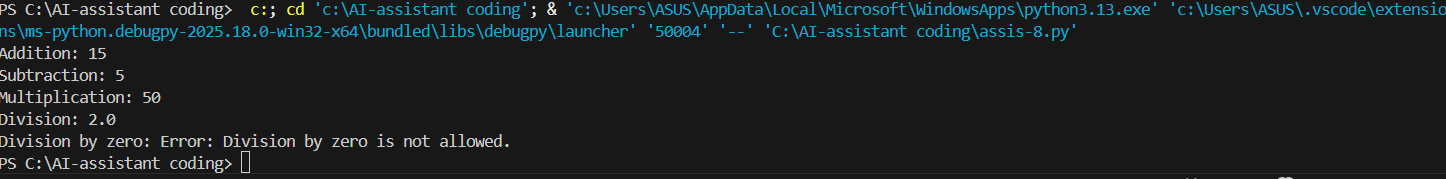 PS C:\AI-assistant coding>  c:; cd 'c:\AI-assistant coding'; & 'c:\Users\ASUS\AppData\Local\Microsoft\WindowsApps\python3.13.exe' 'c:\Users\ASUS\.vscode\extensio
ns\ms-python.debugpy-2025.18.0-win32-x64\bundled\libs\debugpy\launcher' '50004' '--' 'C:\AI-assistant coding\assis-8.py'
Addition: 15
Subtraction: 5
Multiplication: 50
Division: 2.0
Division by zero: Error: Division by zero is not allowed.
PS C:\AI-assistant coding>